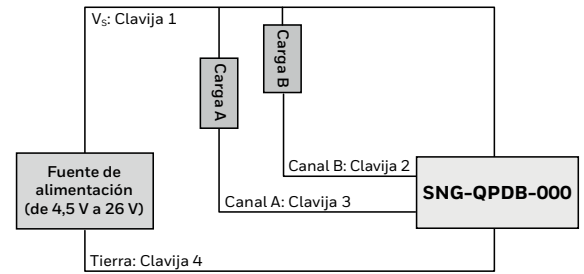 Vₛ: Clavija 1
Carga A
Carga B
Canal B: Clavija 2
Fuente de
alimentación
(de 4,5 V a 26 V)
SNG-QPDB-000
Canal A: Clavija 3
Tierra: Clavija 4